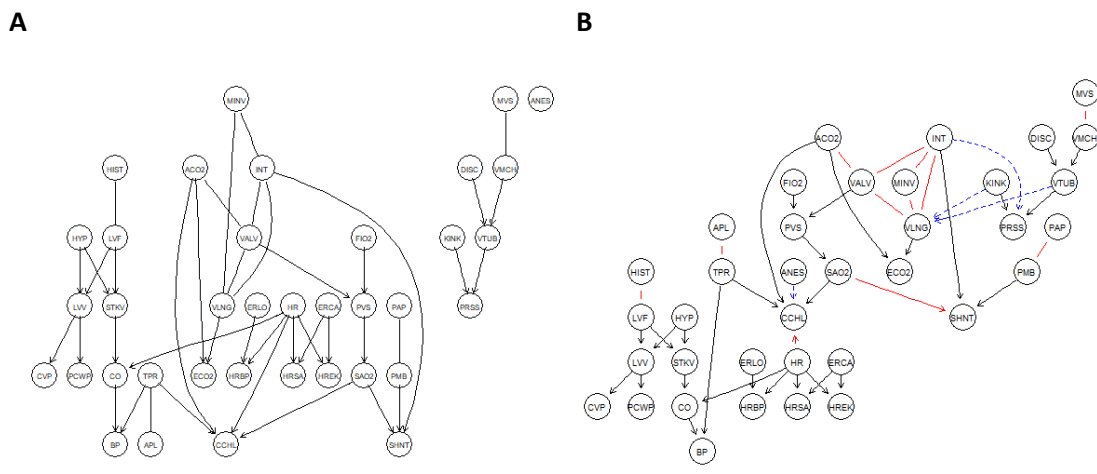 A
B
MINV
MVS
ANES
HIST
ACO2
INT
DISC
VMCH
HYP
LVF
VALV
FIO2
KINK
VTUB
LVV
STKV
VLNG
ERLO
HR
ERCA
PVS
PAP
PRSS
CVP
PCWP
CO
TPR
ECO2
HRBP
HRSA
HREK
SAO2
PMB
BP
APL
CCHL
SHNT
MVS
ACO2
INT
DISC
VMCH
FIO2
VALV
MINV
KINK
VTUB
APL
PVS
VLNG
PRSS
PAP
HIST
TPR
ANES
SAO2
ECO2
PMB
LVF
HYP
CCHL
SHNT
LVV
STKV
ERLO
HR
ERCA
CVP
PCWP
CO
HRBP
HRSA
HREK
BP